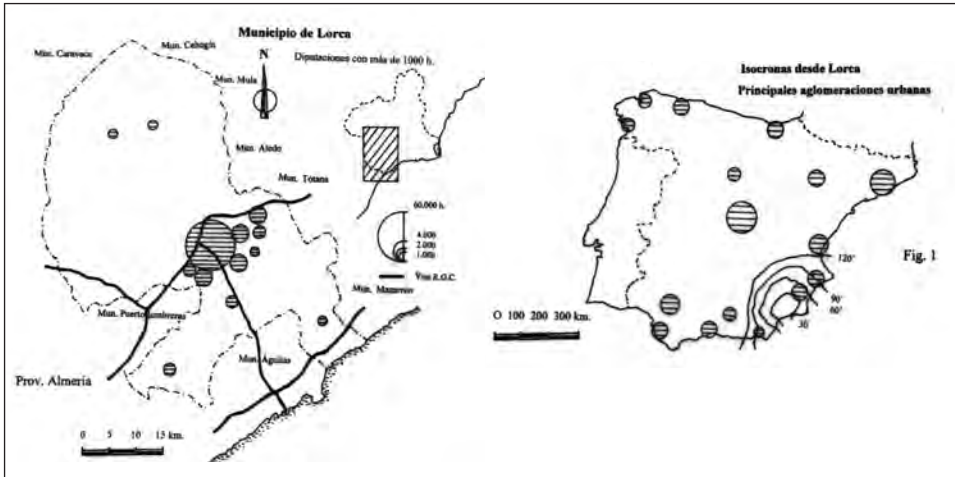 Municipio de Lorca
Mun. Cehegín
Mun. Caravaca
N
Diputaciones con más de 1000 h.
Mun. Mula
Mun. Aledo
Mun. Totana
60.000 h.
4.000
2.000
1.000
Vías R.G.C.
Mun. Mazarrón
Mun. Puerto Lumbreras
Mun. Aguilas
Prov. Almería
0 5 10 15 km.
Isocronas desde Lorca
Principales aglomeraciones urbanas
120'
Fig. 1
90'
60'
30'
O 100 200 300 km.